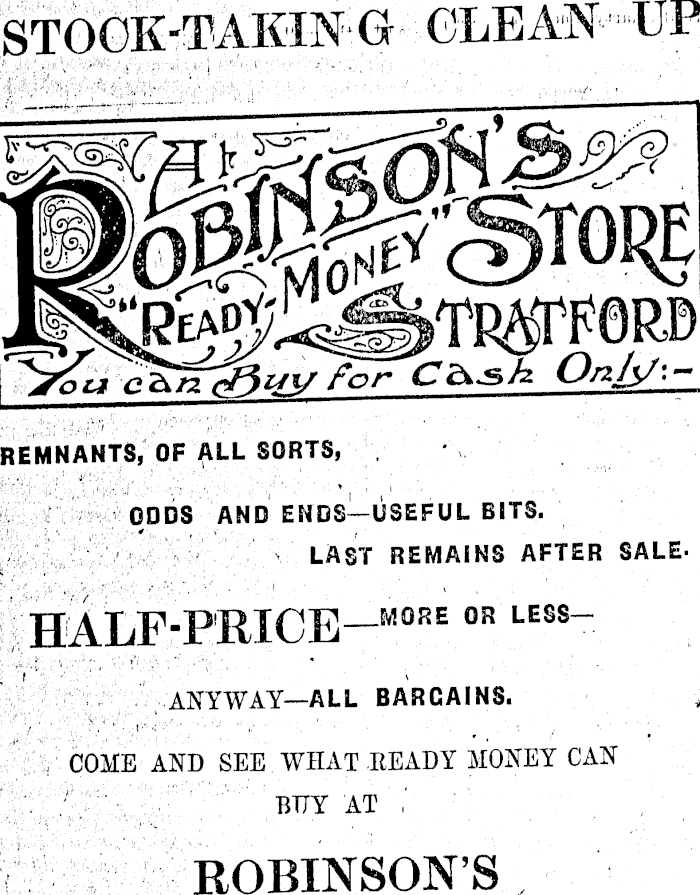 STOCK-TAKING CLEAN UP
At
ROBINSON'S
"READY-MONEY" STORE
STRATFORD
You can Buy for Cash Only:-
REMNANTS, OF ALL SORTS,
ODDS AND ENDS—USEFUL BITS.
LAST REMAINS AFTER SALE.
HALF-PRICE—MORE OR LESS—
ANYWAY—ALL BARGAINS.
COME AND SEE WHAT READY MONEY CAN
BUY AT
ROBINSON'S